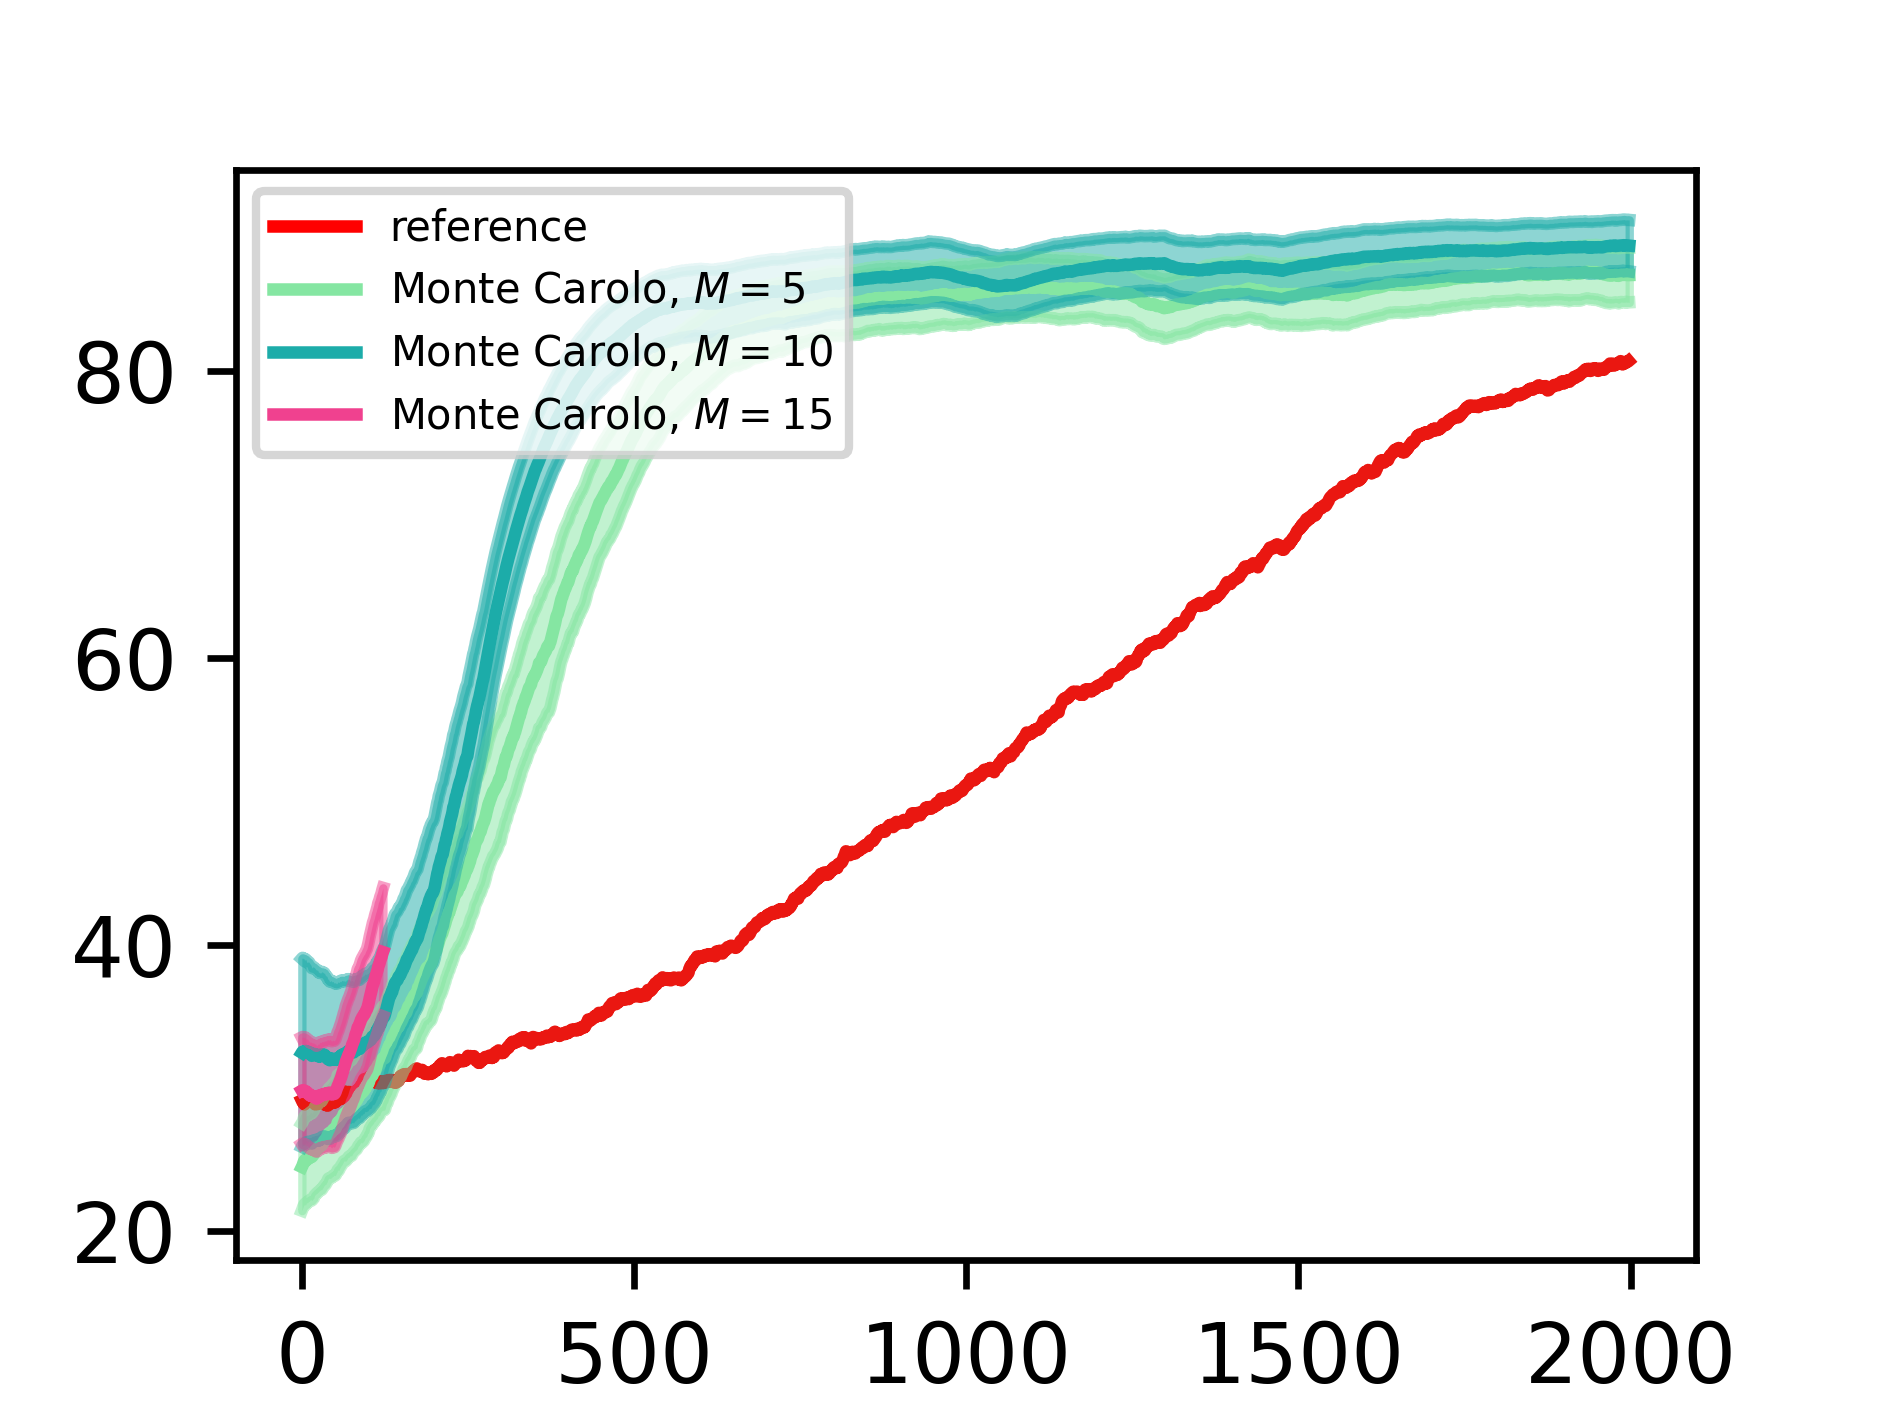 reference
Monte Carolo, M = 5
Monte Carolo, M = 10
Monte Carolo, M = 15
80
60
40
20
0 500 1000 1500 2000